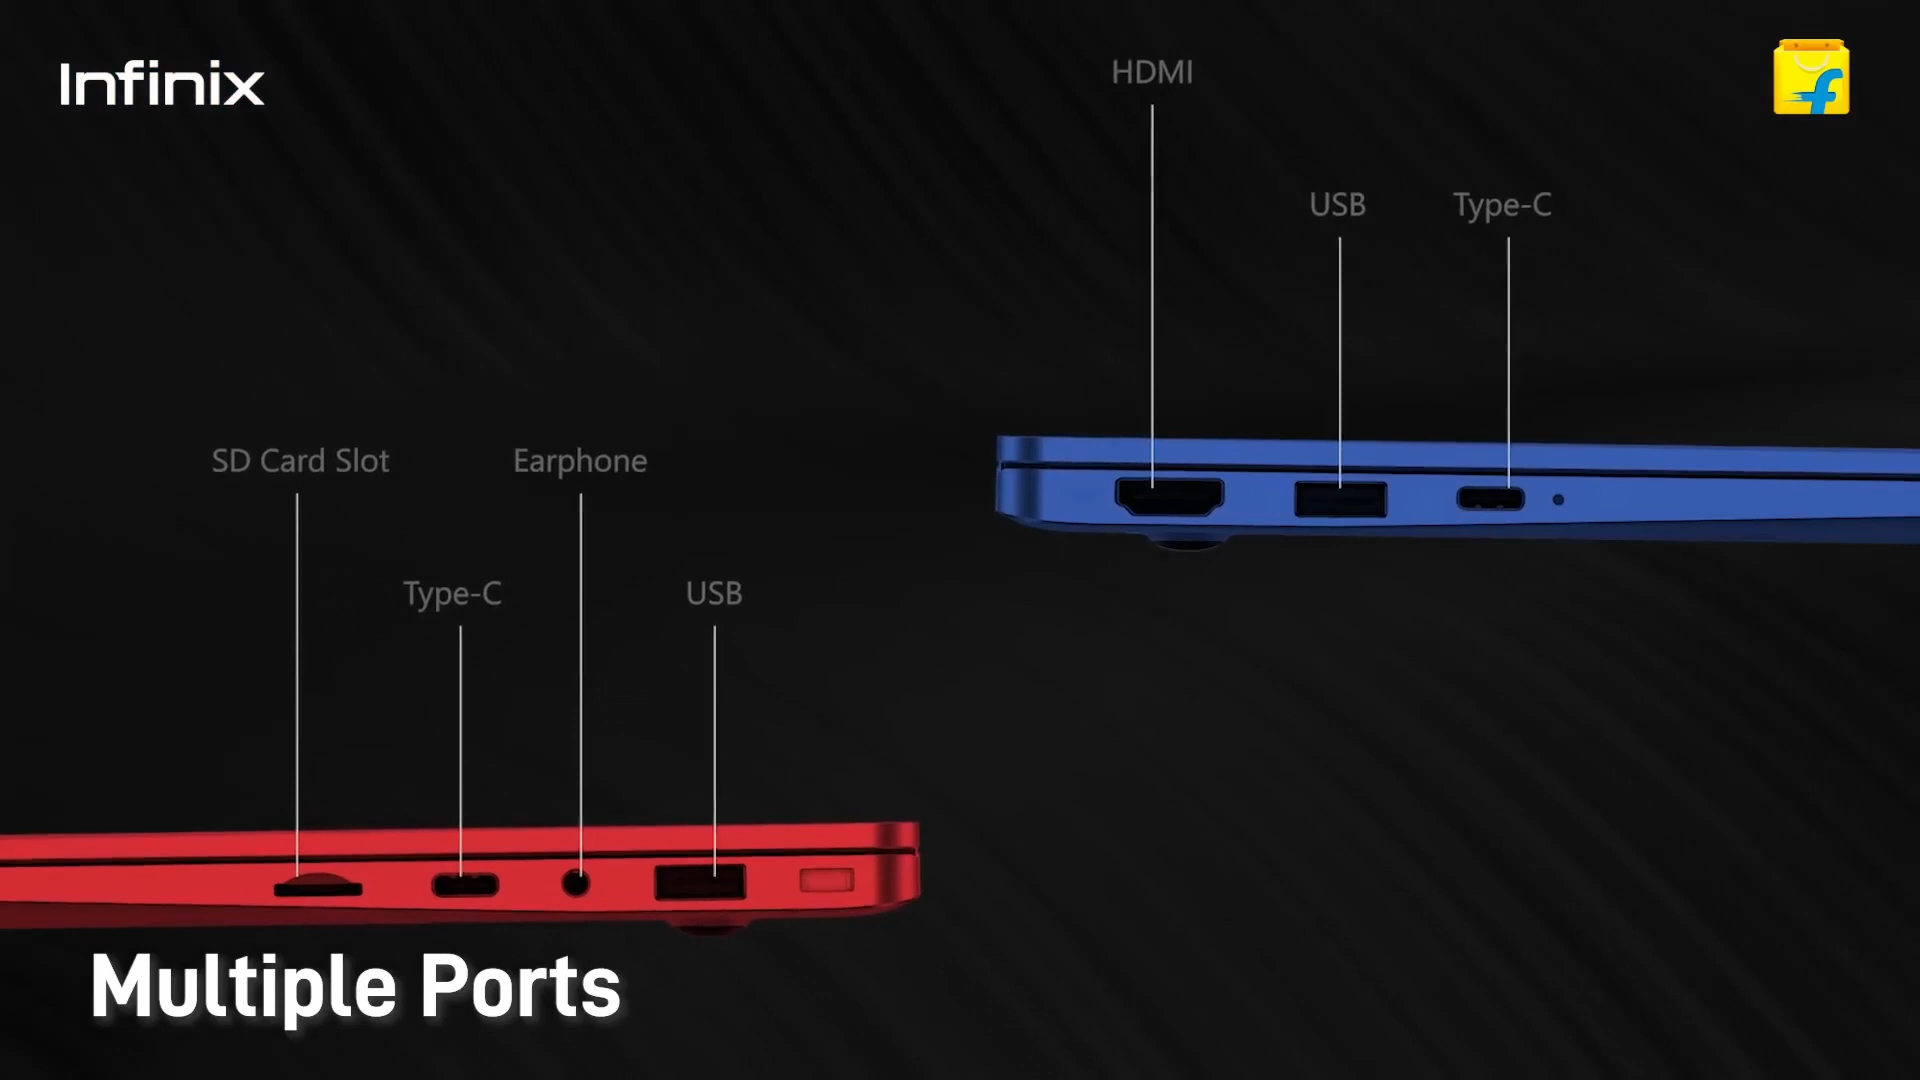 Infinix
HDMI
USB
Type-C
SD Card Slot
Earphone
Type-C
USB
Multiple Ports